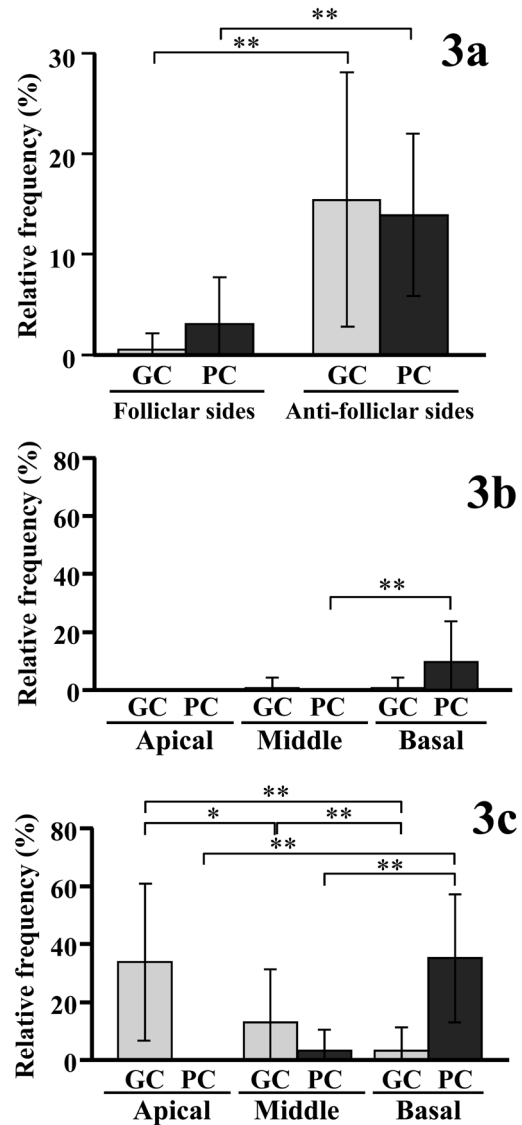 **
3a
**
Relative frequency (%)
30
20
10
0
GC PC GC PC
Folliclar sides Anti-folliclar sides
3b
Relative frequency (%)
80
60
40
20
0
**
GC PC GC PC GC PC
Apical Middle Basal
3c
**
* **
**
**
Relative frequency (%)
80
60
40
20
0
GC PC GC PC GC PC
Apical Middle Basal